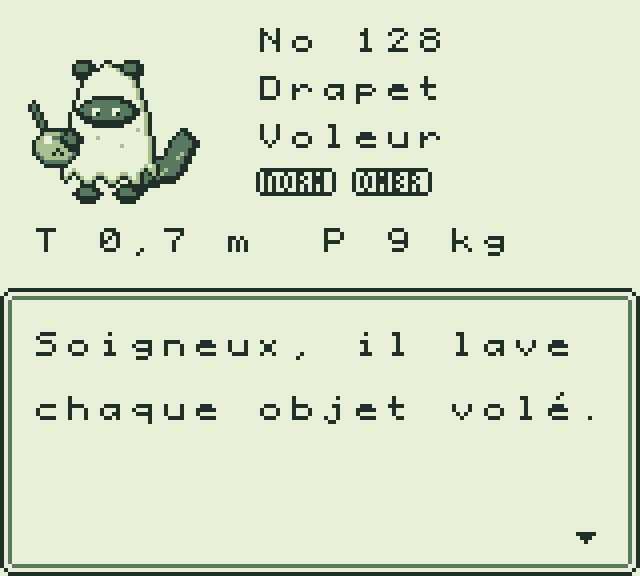 No 128
Drapet
Voleur
NORM OMBR
T 0,7 m P 9 kg
Soigneux, il lave
chaque objet volé.